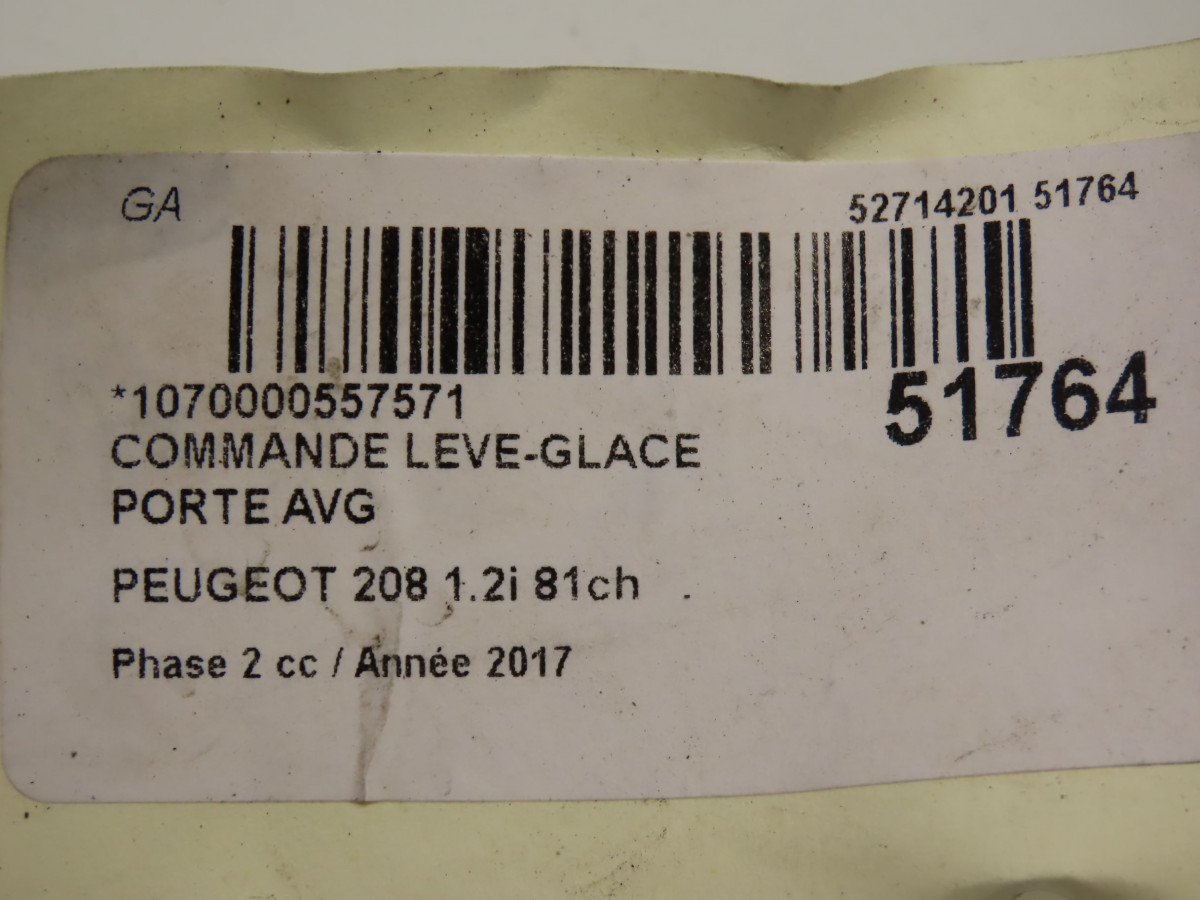 GA
52714201 51764
*1070000557571
51764
COMMANDE LEVE-GLACE
PORTE AVG
PEUGEOT 208 1.2i 81ch .
Phase 2 cc / Année 2017